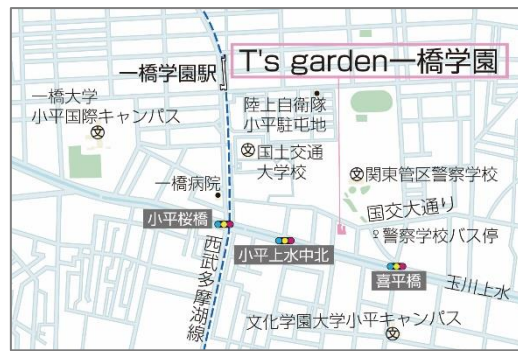 T's garden一橋学園
一橋学園駅
一橋大学
小平国際キャンパス
陸上自衛隊
小平駐屯地
国土交通
大学校
関東管区警察学校
一橋病院
国交大通り
小平桜橋
警察学校バス停
小平上水中北
喜平橋
西武多摩湖線
玉川上水
文化学園大学小平キャンパス
文
文
文
文